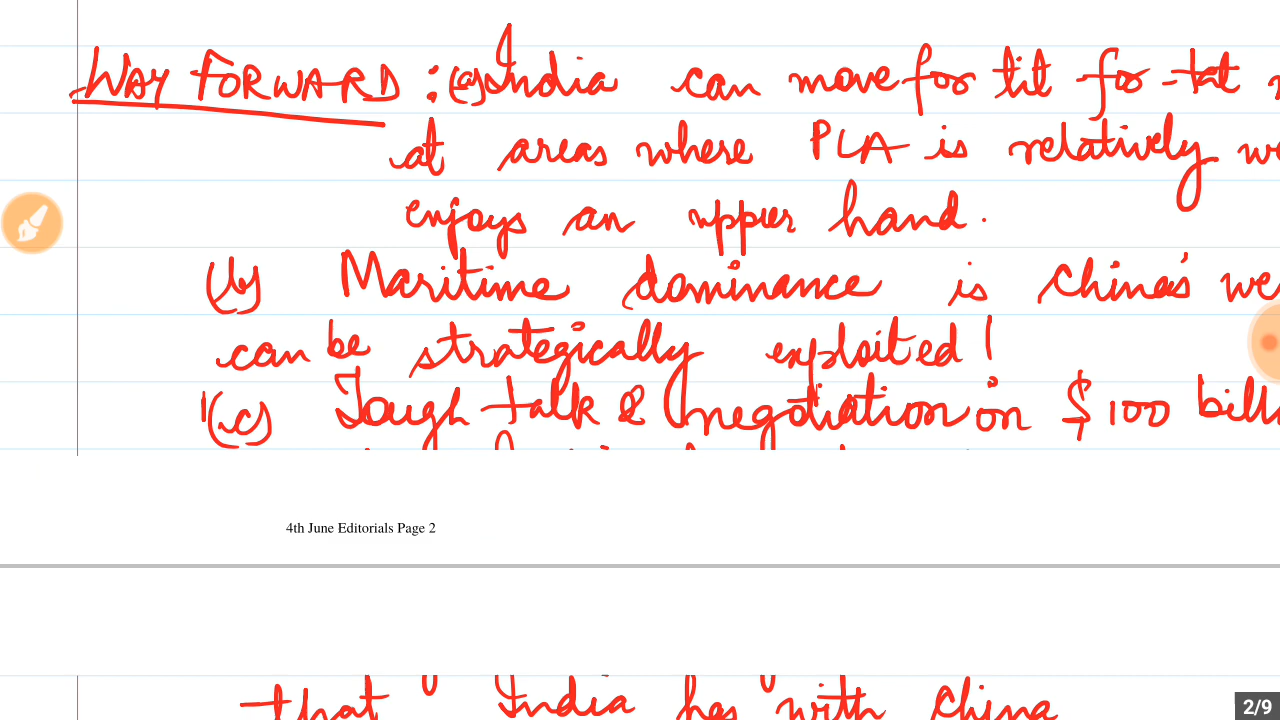 WAY FORWARD : (a) India can move for tit for tat
at areas where PLA is relatively
enjoys an upper hand.
(b) Maritime dominance is China's
can be strategically exploited!
(c) Tough talk & negotiation on $100
4th June Editorials Page 2
that India has with China
2/9